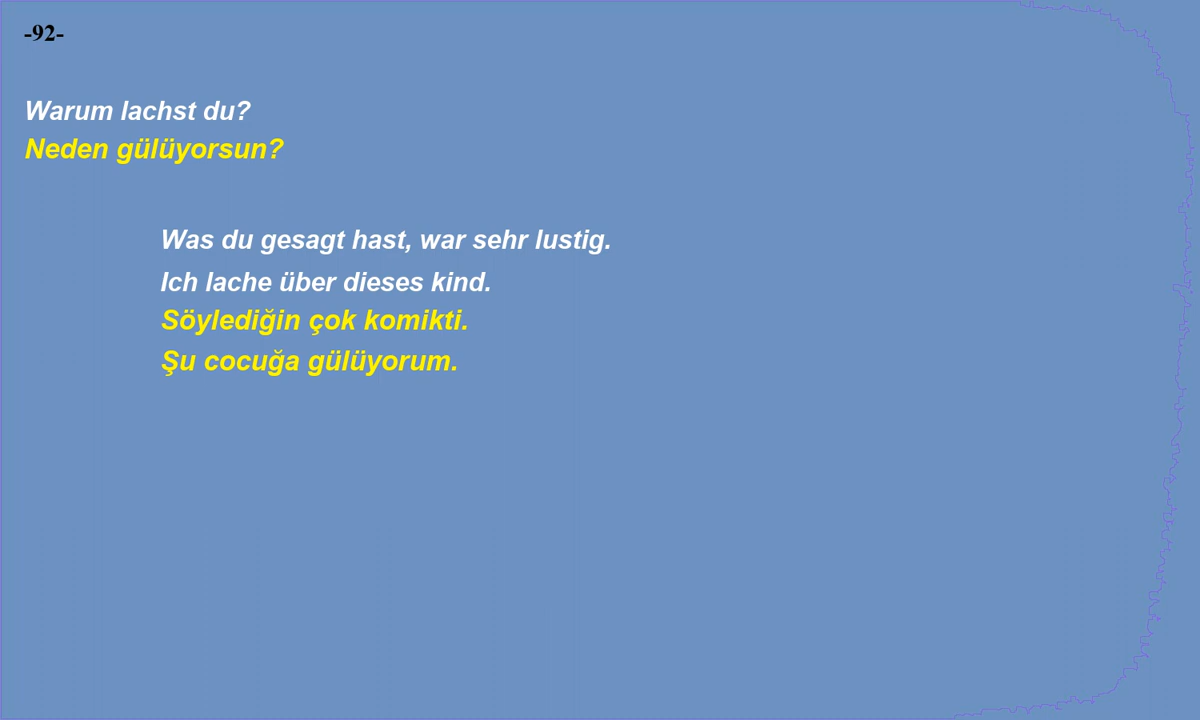 -92-
Warum lachst du?
Neden gülüyorsun?
Was du gesagt hast, war sehr lustig.
Ich lache über dieses kind.
Söylediğin çok komikti.
Şu cocuğa gülüyorum.